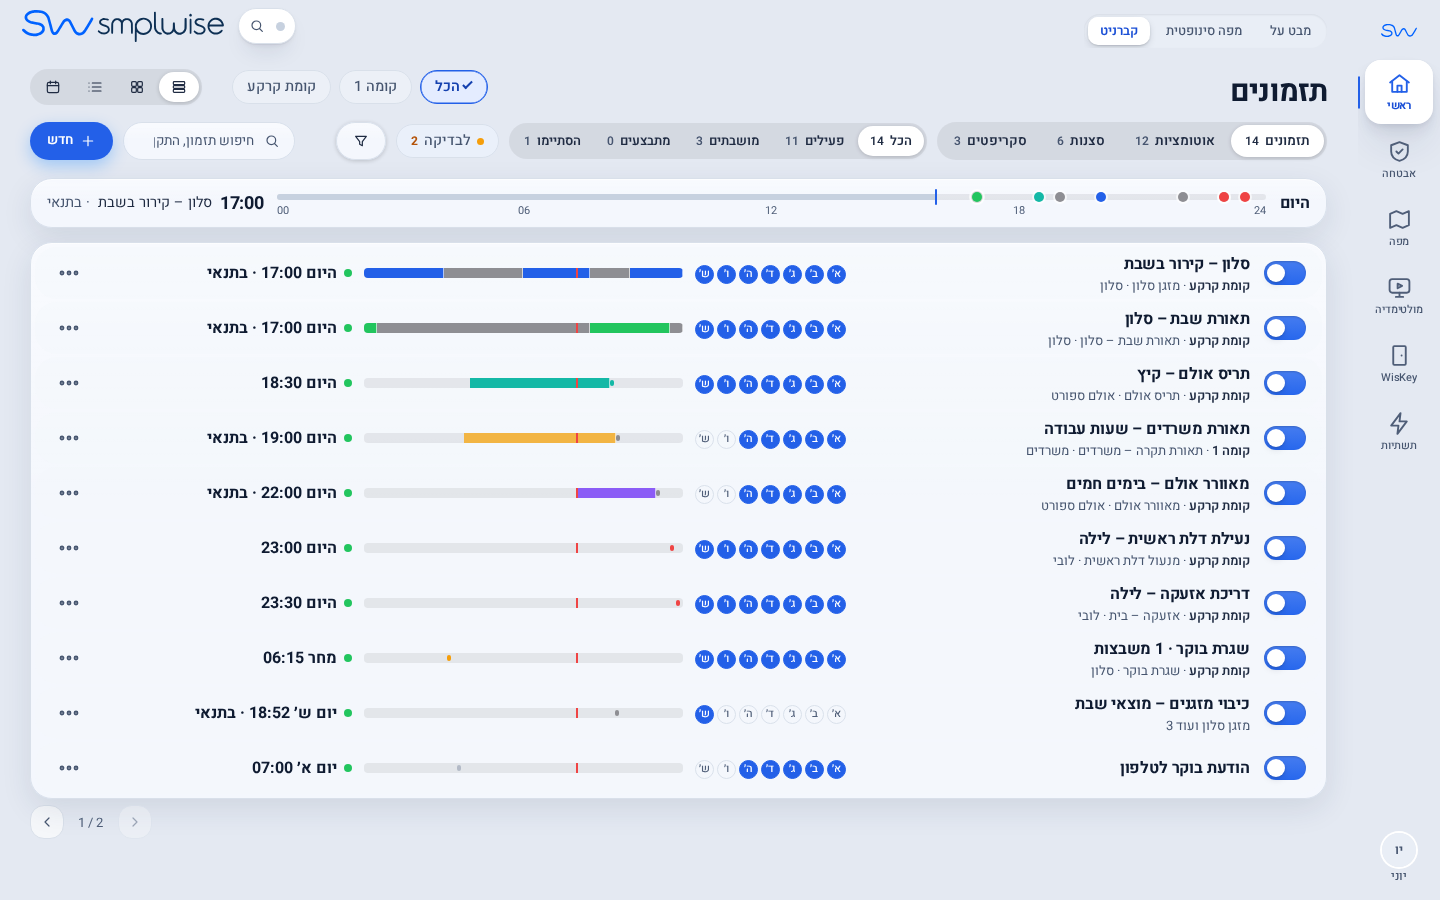 smplwise
מבט על
מפה סינופטית
קברניט
ראשי
אבטחה
מפה
מולטימדיה
WisKey
תשתיות
יו
יוני
תזמונים
הכל
קומה 1
קומת קרקע
תזמונים 14
אוטומציות 12
סצנות 6
סקריפטים 3
הכל 14
פעילים 11
מושבתים 3
מתבצעים 0
הסתיימו 1
לבדיקה 2
חיפוש תזמון, התקן
חדש
היום
00 06 12 18 24
17:00 סלון – קירור בשבת · בתנאי
סלון – קירור בשבת
קומת קרקע · מזגן סלון · סלון
א׳ ב׳ ג׳ ד׳ ה׳ ו׳ ש׳
היום 17:00 · בתנאי
תאורת שבת – סלון
קומת קרקע · תאורת שבת – סלון · סלון
א׳ ב׳ ג׳ ד׳ ה׳ ו׳ ש׳
היום 17:00 · בתנאי
תריס אולם – קיץ
קומת קרקע · תריס אולם · אולם ספורט
א׳ ב׳ ג׳ ד׳ ה׳ ו׳ ש׳
היום 18:30
תאורת משרדים – שעות עבודה
קומה 1 · תאורת תקרה – משרדים · משרדים
א׳ ב׳ ג׳ ד׳ ה׳ ו׳ ש׳
היום 19:00 · בתנאי
מאוורר אולם – בימים חמים
קומת קרקע · מאוורר אולם · אולם ספורט
א׳ ב׳ ג׳ ד׳ ה׳ ו׳ ש׳
היום 22:00 · בתנאי
נעילת דלת ראשית – לילה
קומת קרקע · מנעול דלת ראשית · לובי
א׳ ב׳ ג׳ ד׳ ה׳ ו׳ ש׳
היום 23:00
דריכת אזעקה – לילה
קומת קרקע · אזעקה – בית · לובי
א׳ ב׳ ג׳ ד׳ ה׳ ו׳ ש׳
היום 23:30
שגרת בוקר · 1 משבצות
קומת קרקע · שגרת בוקר · סלון
א׳ ב׳ ג׳ ד׳ ה׳ ו׳ ש׳
מחר 06:15
כיבוי מזגנים – מוצאי שבת
מזגן סלון ועוד 3
א׳ ב׳ ג׳ ד׳ ה׳ ו׳ ש׳
יום ש׳ 18:52 · בתנאי
הודעת בוקר לטלפון
א׳ ב׳ ג׳ ד׳ ה׳ ו׳ ש׳
יום א׳ 07:00
1 / 2